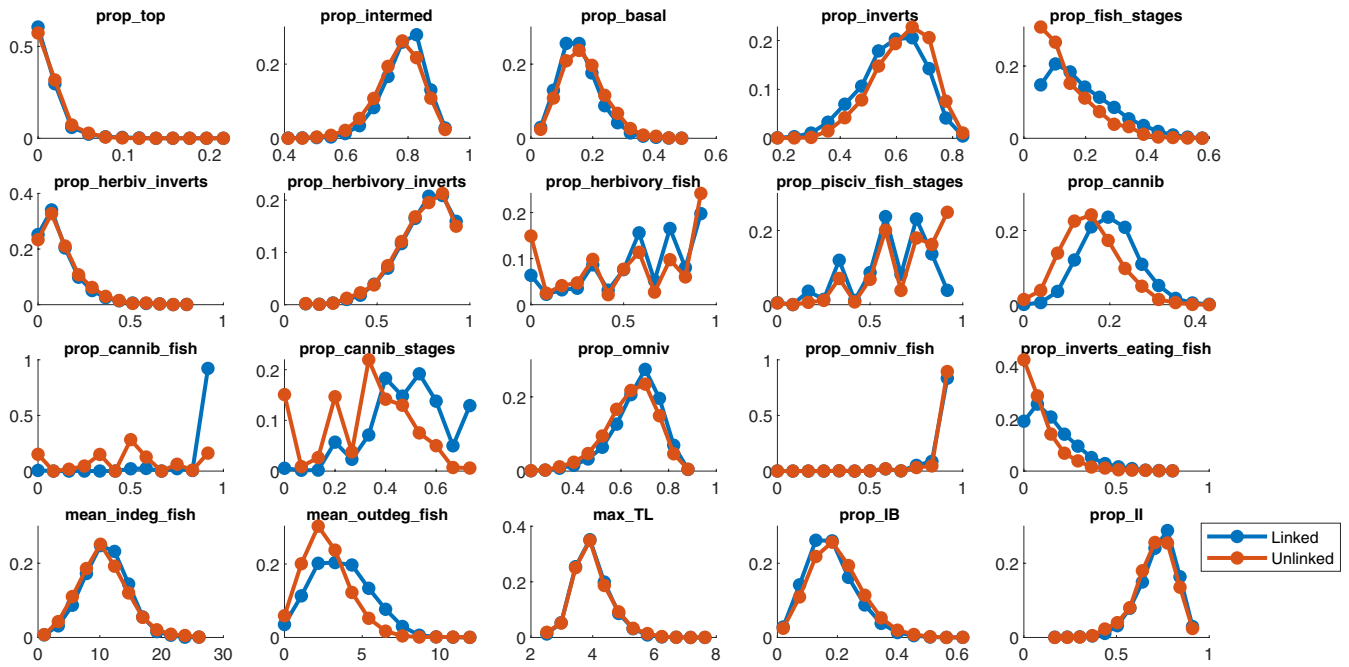 prop_top
prop_intermed
prop_basal
prop_inverts
prop_fish_stages
0.5
0
0 0.1 0.2
0.2
0
0.4 0.6 0.8 1
0.2
0
0 0.2 0.4 0.6
0.2
0.1
0
0.2 0.4 0.6 0.8
0.2
0
0 0.2 0.4 0.6
prop_herbiv_inverts
prop_herbivory_inverts
prop_herbivory_fish
prop_pisciv_fish_stages
prop_cannib
0.4
0.2
0
0 0.5 1
0.2
0.1
0
0 0.5 1
0.2
0.1
0
0 0.5 1
0.2
0
0 0.5 1
0.2
0
0 0.2 0.4
prop_cannib_fish
prop_cannib_stages
prop_omniv
prop_omniv_fish
prop_inverts_eating_fish
1
0.5
0
0 0.5 1
0.2
0.1
0
0 0.2 0.4 0.6
0.2
0
0.4 0.6 0.8 1
1
0.5
0
0 0.5 1
0.4
0.2
0
0 0.5 1
mean_indeg_fish
mean_outdeg_fish
max_TL
prop_IB
prop_II
0.2
0
0 10 20 30
0.2
0
0 5 10
0.4
0.2
0
2 4 6 8
0.2
0
0 0.2 0.4 0.6
0.2
0
0 0.5 1
Linked
Unlinked